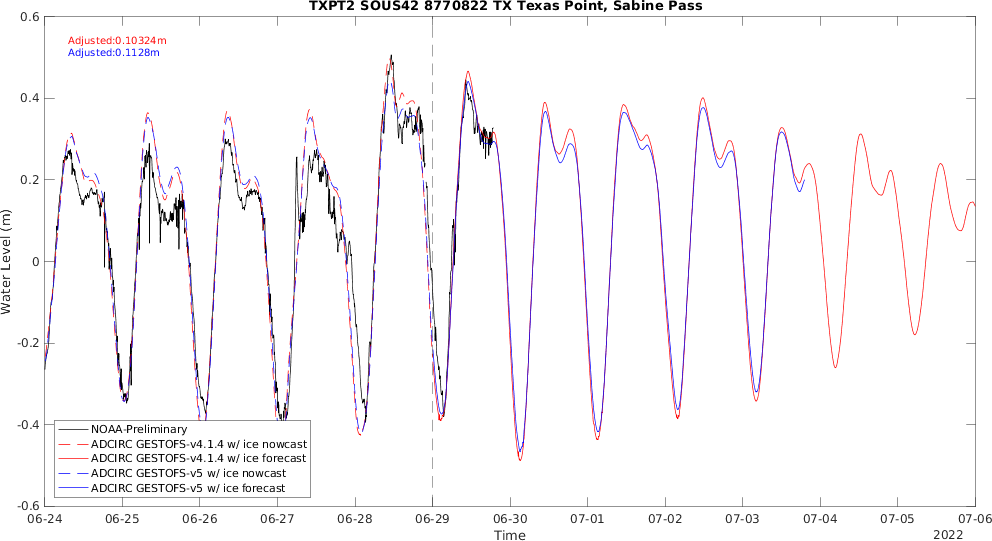 TXPT2 SOUS42 8770822 TX Texas Point, Sabine Pass
Adjusted:0.10324m
Adjusted:0.1128m
0.6
0.4
0.2
0
-0.2
-0.4
-0.6
Water Level (m)
NOAA-Preliminary
ADCIRC GESTOFS-v4.1.4 w/ ice nowcast
ADCIRC GESTOFS-v4.1.4 w/ ice forecast
ADCIRC GESTOFS-v5 w/ ice nowcast
ADCIRC GESTOFS-v5 w/ ice forecast
06-24 06-25 06-26 06-27 06-28 06-29 06-30 07-01 07-02 07-03 07-04 07-05 07-06
Time
2022